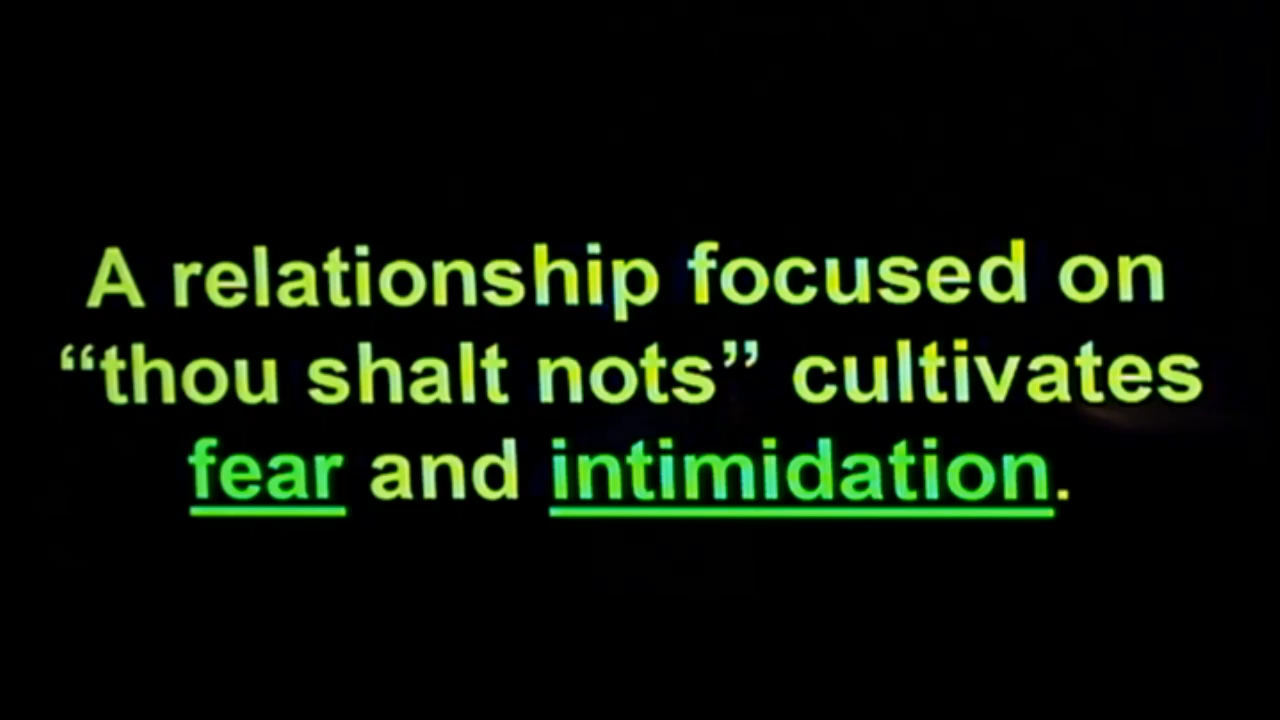 A relationship focused on
“thou shalt nots” cultivates
fear and intimidation.